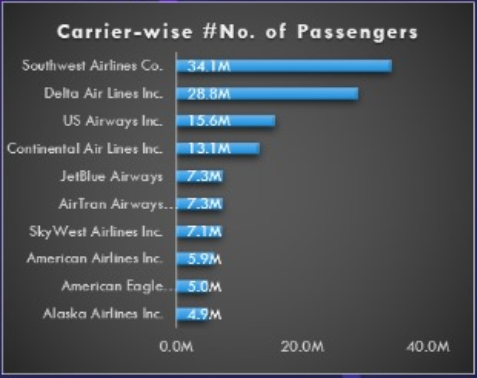 Carrier-wise #No. of Passengers
Southwest Airlines Co. 34.1M
Delta Air Lines Inc. 28.8M
US Airways Inc. 15.6M
Continental Air Lines Inc. 13.1M
JetBlue Airways 7.3M
AirTran Airways... 7.3M
SkyWest Airlines Inc. 7.1M
American Airlines Inc. 5.9M
American Eagle... 5.0M
Alaska Airlines Inc. 4.9M
0.0M 20.0M 40.0M